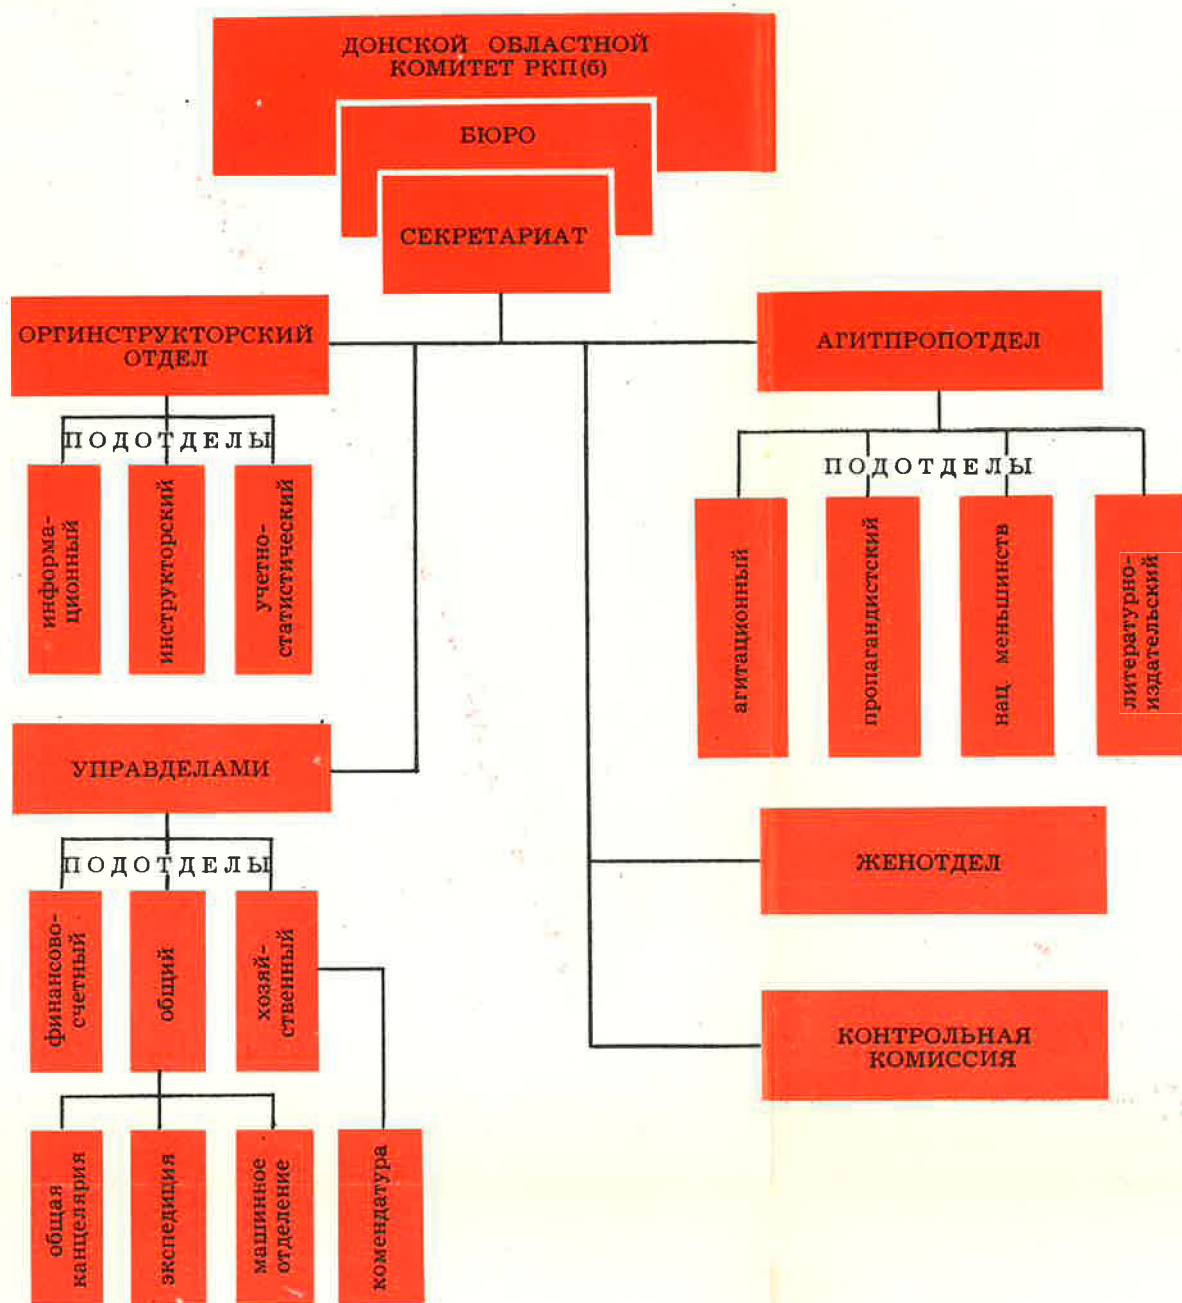 ДОНСКОЙ ОБЛАСТНОЙ
КОМИТЕТ РКП(б)
БЮРО
СЕКРЕТАРИАТ
ОРГИНСТРУКТОРСКИЙ
ОТДЕЛ
АГИТПРОПОТДЕЛ
ПОДОТДЕЛЫ
информа-
ционный
инструкторский
учетно-
статистический
ПОДОТДЕЛЫ
агитационный
пропагандистский
нац. меньшинств
литературно-
издательский
УПРАВДЕЛАМИ
ПОДОТДЕЛЫ
финансово-
счетный
общий
хозяй-
ственный
ЖЕНОТДЕЛ
КОНТРОЛЬНАЯ
КОМИССИЯ
общая
канцелярия
экспедиция
машинное
отделение
комендатура